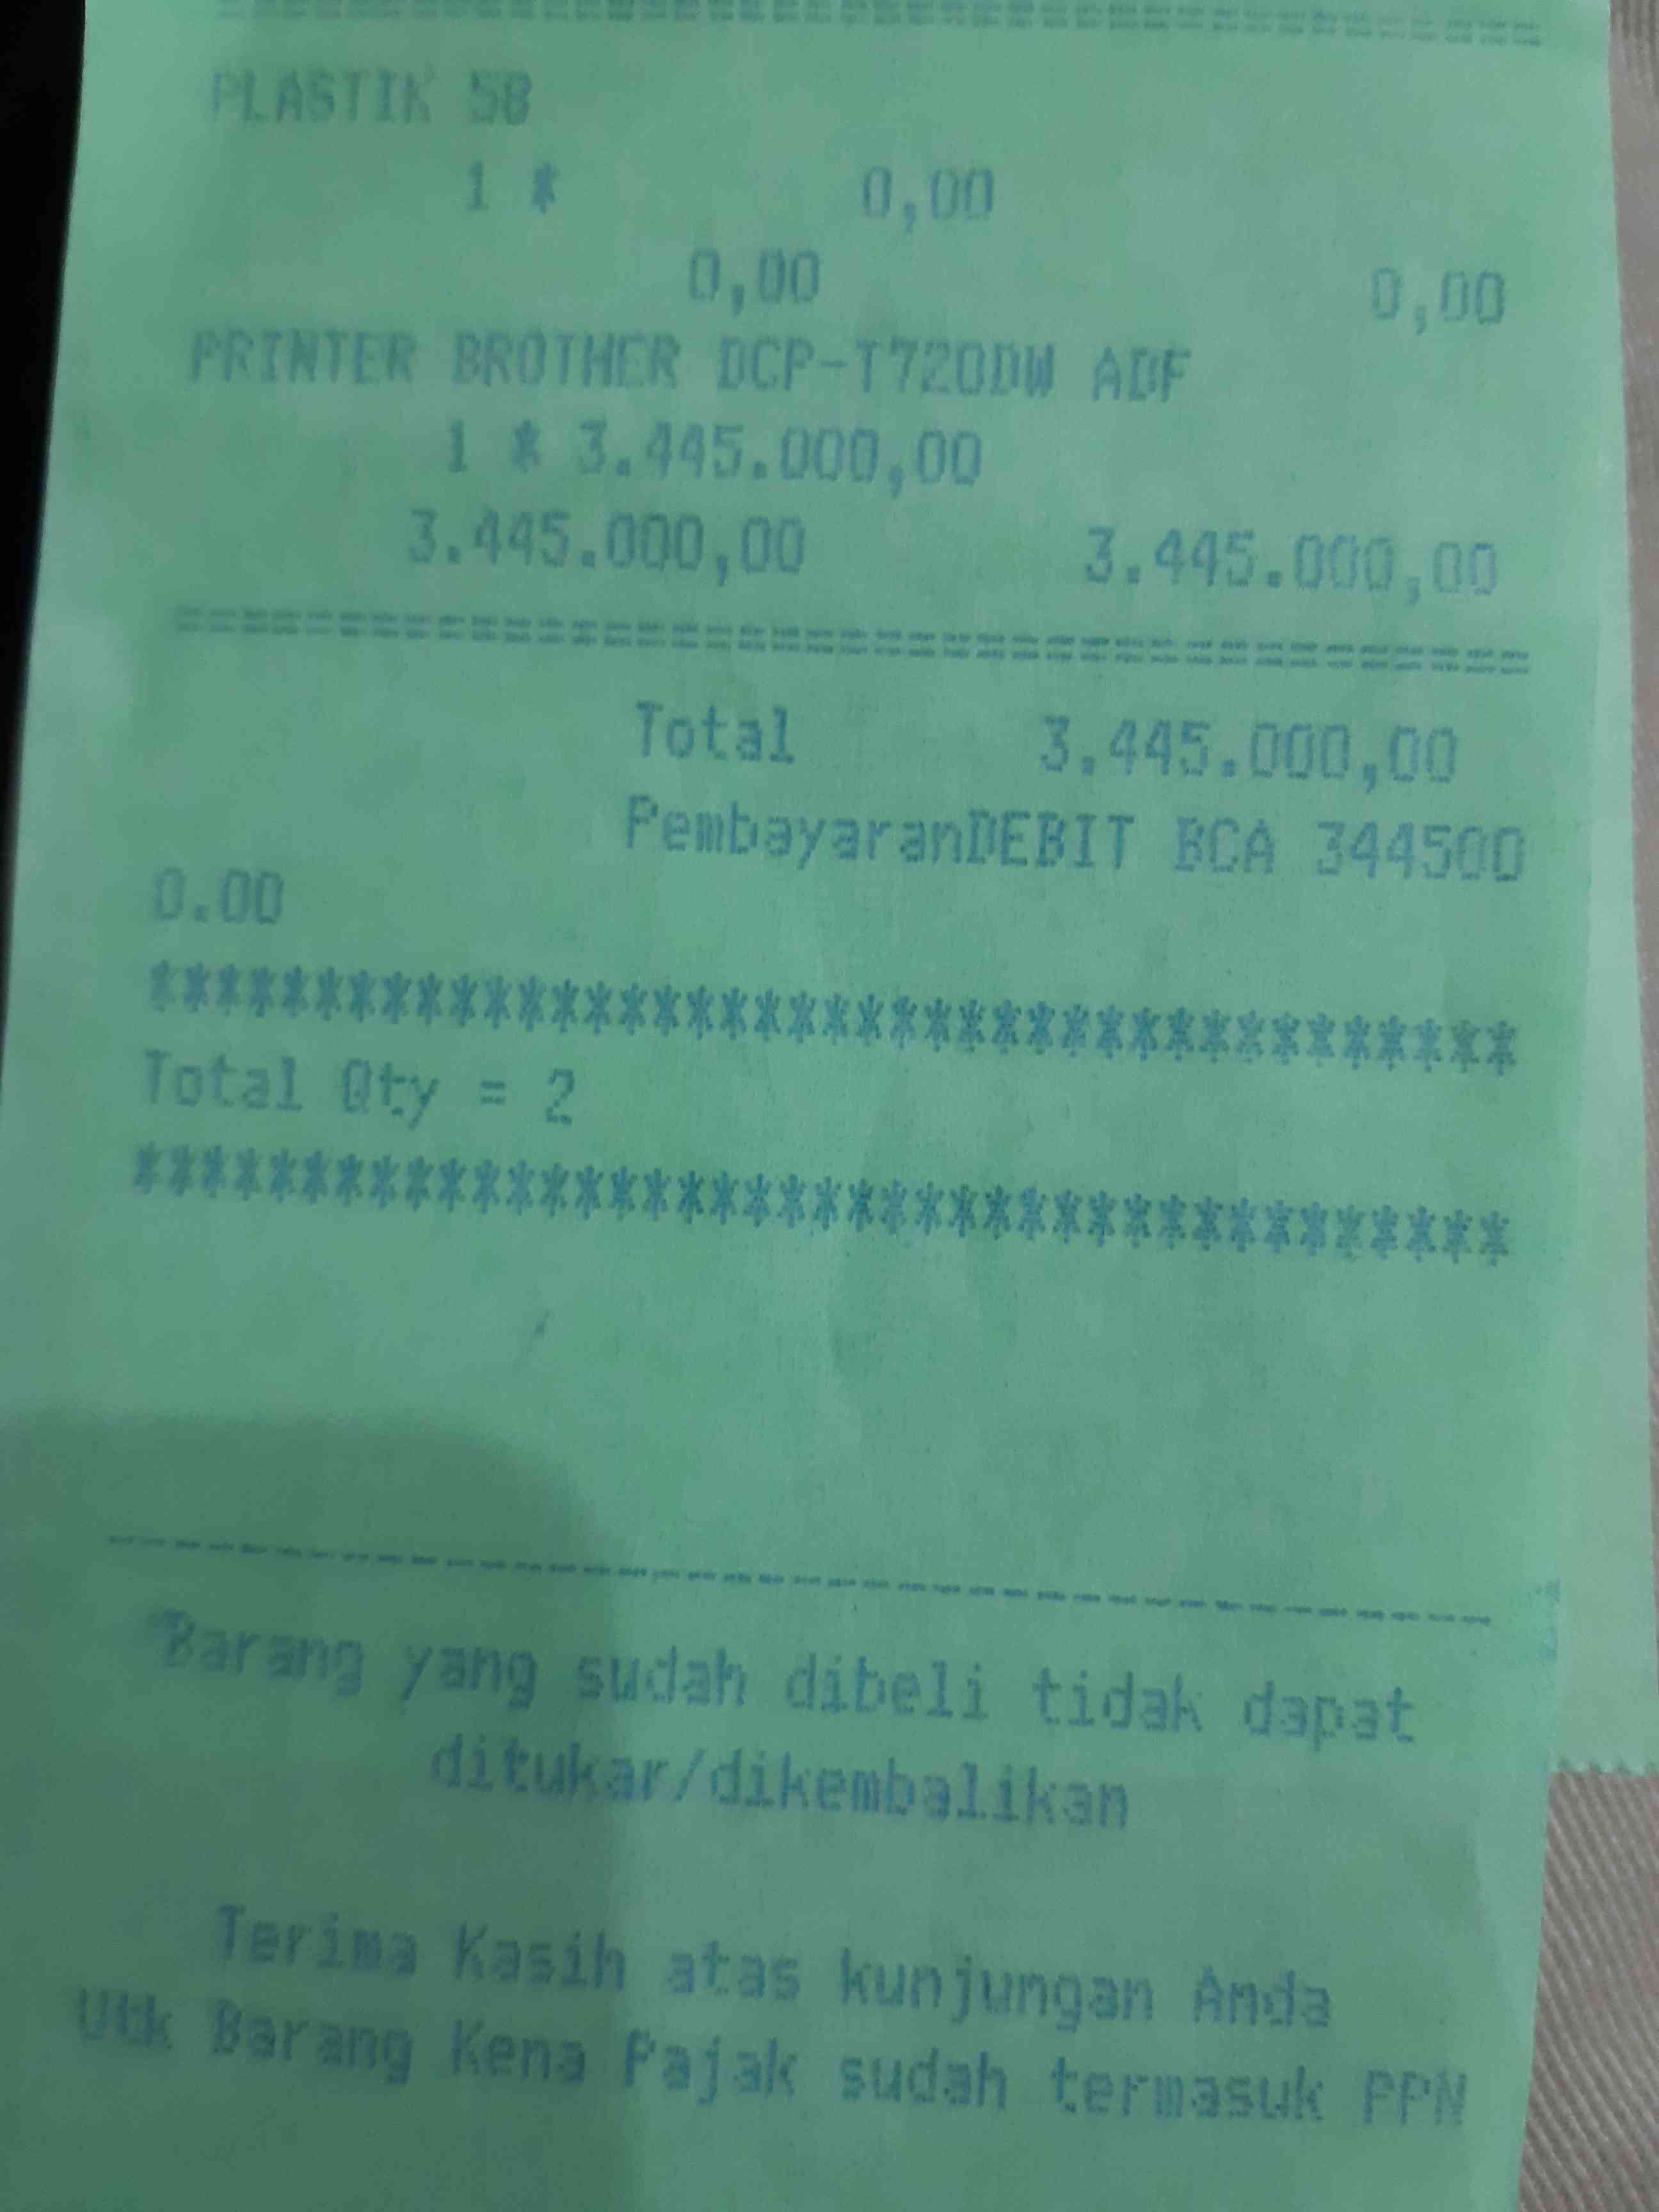 PLASTIK 58
1 * 0,00
0,00 0,00
PRINTER BROTHER DCP-T720DW ADF
1 * 3.445.000,00
3.445.000,00 3.445.000,00
Total 3.445.000,00
PembayaranDEBIT BCA 344500
0.00
****************************************
Total Qty = 2
****************************************
"Barang yang sudah dibeli tidak dapat
ditukar/dikembalikan
Terima Kasih atas kunjungan Anda
Utk Barang Kena Pajak sudah termasuk PPN